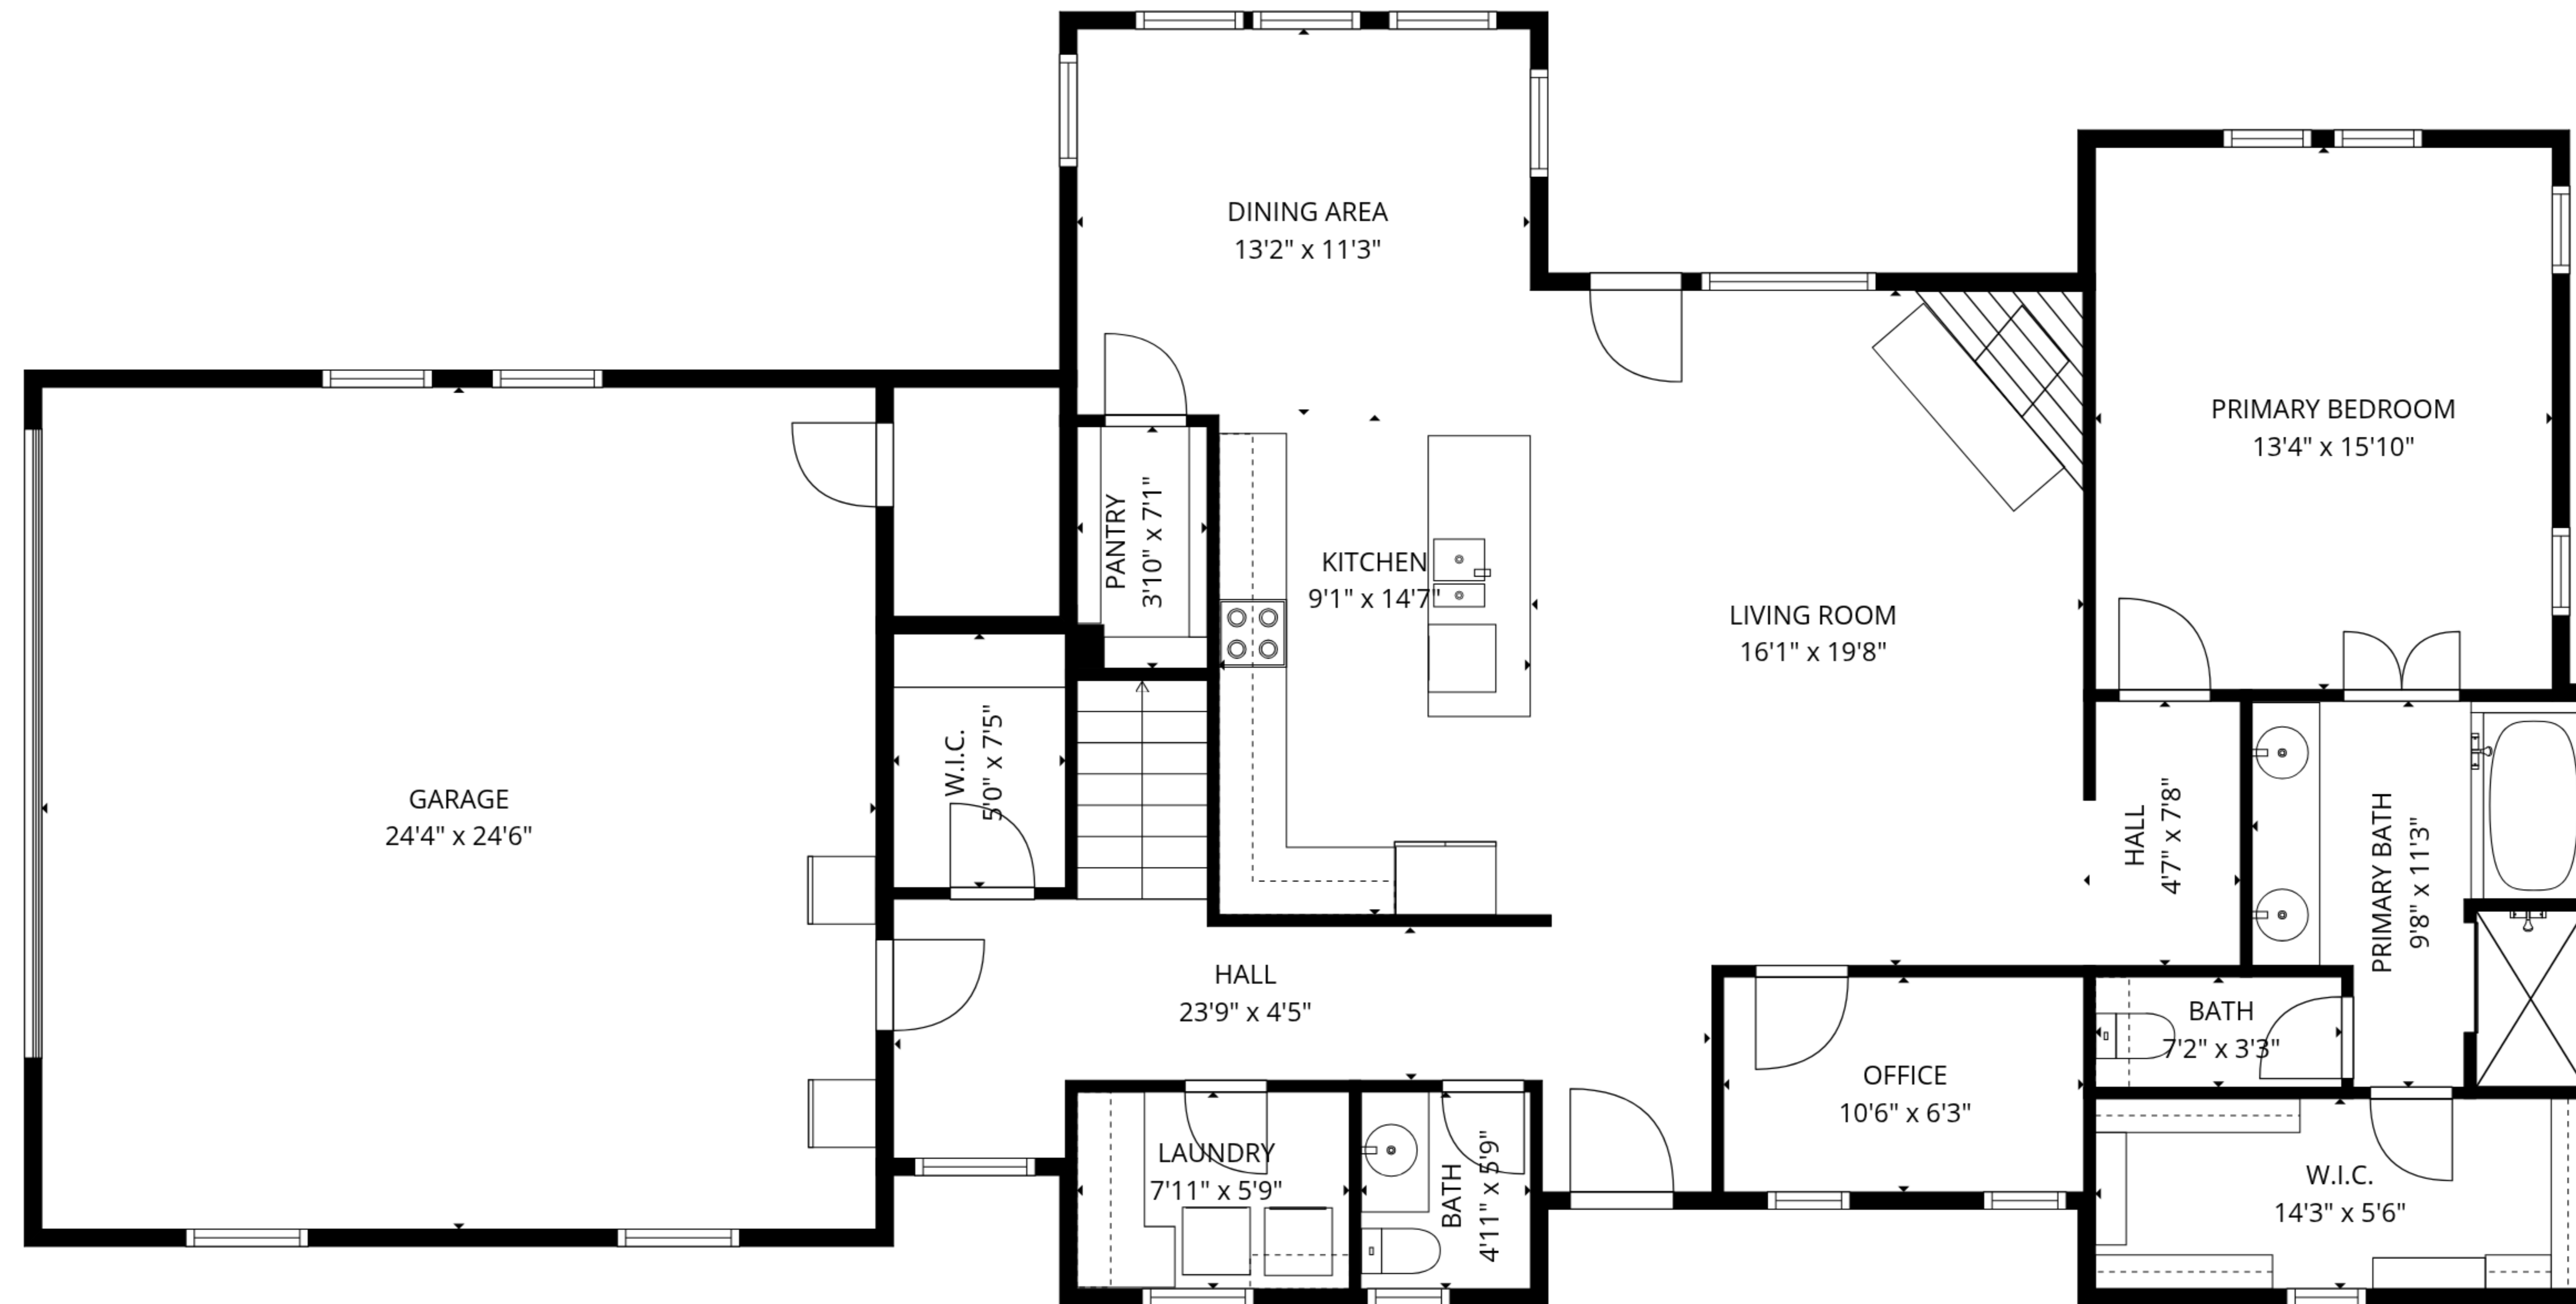 DINING AREA
13'2" x 11'3"
PRIMARY BEDROOM
13'4" x 15'10"
PANTRY
3'10" x 7'1"
KITCHEN
9'1" x 14'7"
LIVING ROOM
16'1" x 19'8"
W.I.C.
5'0" x 7'5"
GARAGE
24'4" x 24'6"
HALL
4'7" x 7'8"
PRIMARY BATH
9'8" x 11'3"
HALL
23'9" x 4'5"
BATH
7'2" x 3'3"
OFFICE
10'6" x 6'3"
LAUNDRY
7'11" x 5'9"
BATH
4'11" x 5'9"
W.I.C.
14'3" x 5'6"